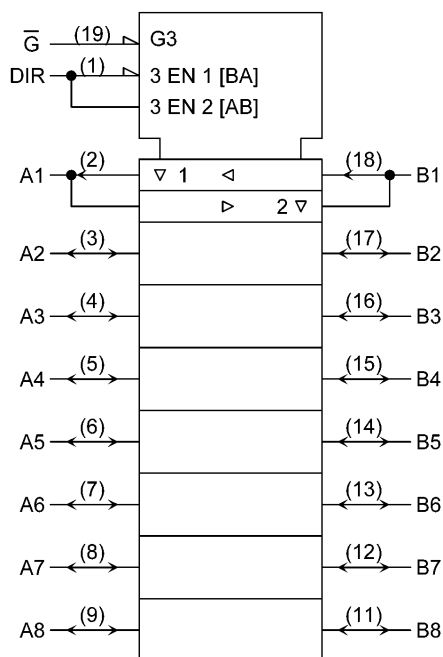 G̅ (19) G3
DIR (1) 3 EN 1 [BA]
3 EN 2 [AB]
A1 (2) ▽ 1 ◁ (18) B1
▷ 2 ▽
A2 (3) (17) B2
A3 (4) (16) B3
A4 (5) (15) B4
A5 (6) (14) B5
A6 (7) (13) B6
A7 (8) (12) B7
A8 (9) (11) B8